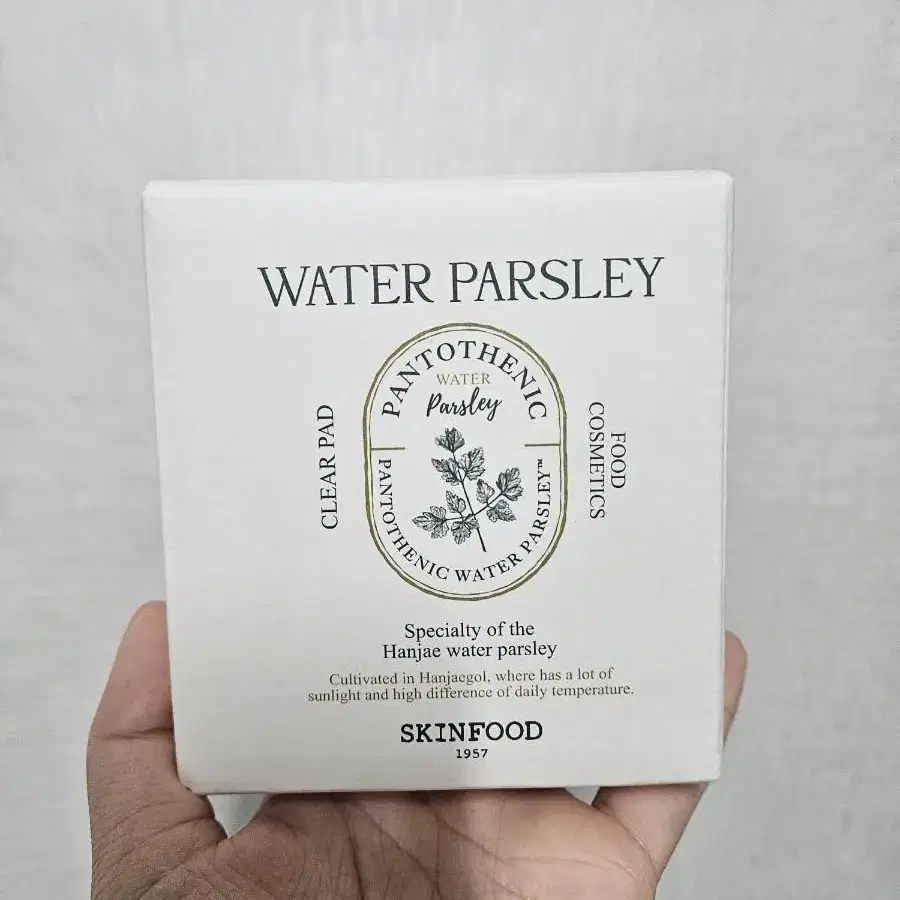 WATER PARSLEY
PANTOTHENIC
WATER
Parsley
PANTOTHENIC WATER PARSLEY™
CLEAR PAD
FOOD
COSMETICS
Specialty of the
Hanjae water parsley
Cultivated in Hanjaegol, where has a lot of
sunlight and high difference of daily temperature.
SKINFOOD
1957